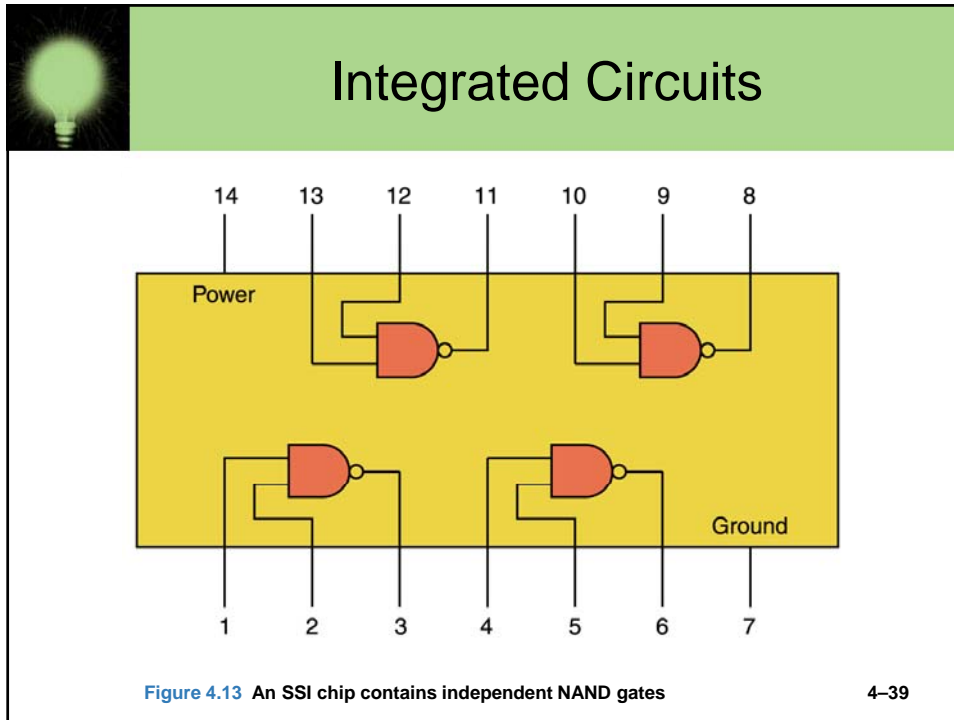 Integrated Circuits
14 13 12 11 10 9 8
Power
Ground
1 2 3 4 5 6 7
Figure 4.13 An SSI chip contains independent NAND gates 4–39